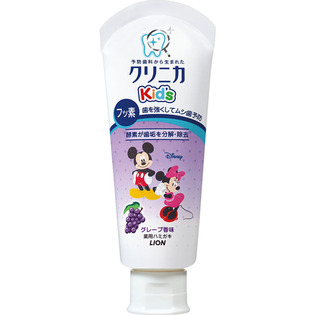 予防歯科から生まれた
クリニカ
Kid's
フッ素
歯を強くしてムシ歯予防
酵素が歯垢を分解・除去
Disney
グレープ香味
薬用ハミガキ
LION